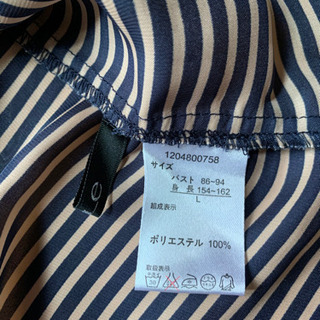 1204800758
サイズ
バスト 86~94
身 長 154~162
L
組成表示
ポリエステル 100%
取扱表示
e